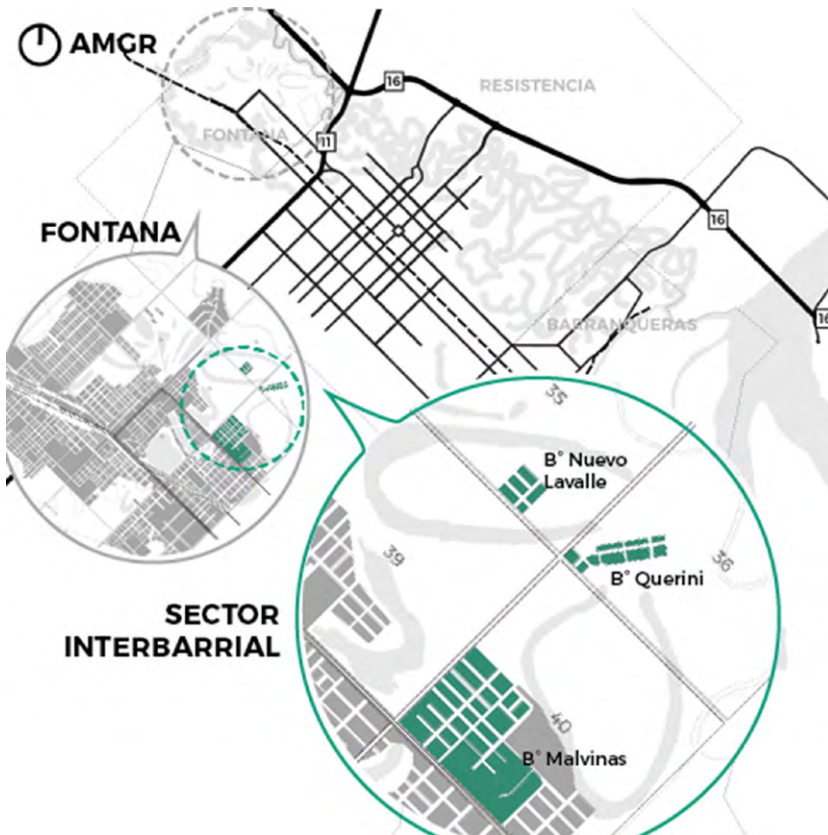 AMGR
16
RESISTENCIA
FONTANA
11
16
FONTANA
BARRANQUERAS
16
35
B° Nuevo
Lavalle
39
36
B° Querini
SECTOR
INTERBARRIAL
40
B° Malvinas